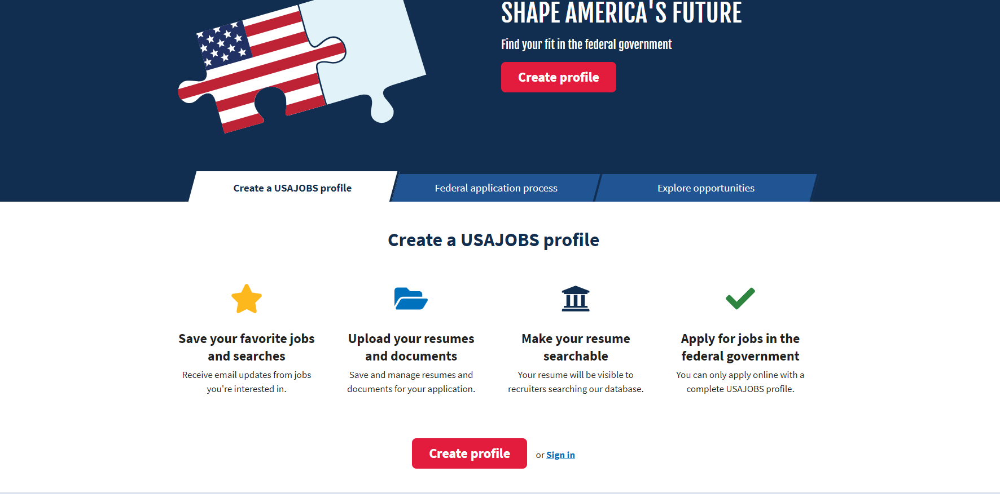 SHAPE AMERICA'S FUTURE
Find your fit in the federal government
Create profile
Create a USAJOBS profile
Federal application process
Explore opportunities
Create a USAJOBS profile
Save your favorite jobs
and searches
Receive email updates from jobs
you're interested in.
Upload your resumes
and documents
Save and manage resumes and
documents for your application.
Make your resume
searchable
Your resume will be visible to
recruiters searching our database.
Apply for jobs in the
federal government
You can only apply online with a
complete USAJOBS profile.
Create profile or Sign in